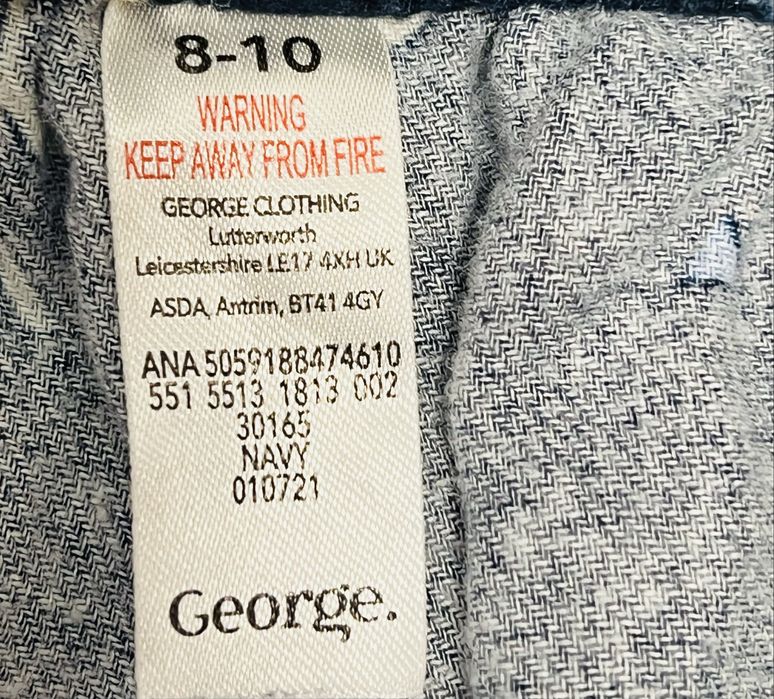 8-10
WARNING
KEEP AWAY FROM FIRE
GEORGE CLOTHING
Lutterworth
Leicestershire LE17 4XH UK
ASDA, Antrim, BT41 4GY
ANA 5059188474610
551 5513 1813 002
30165
NAVY
010721
George.